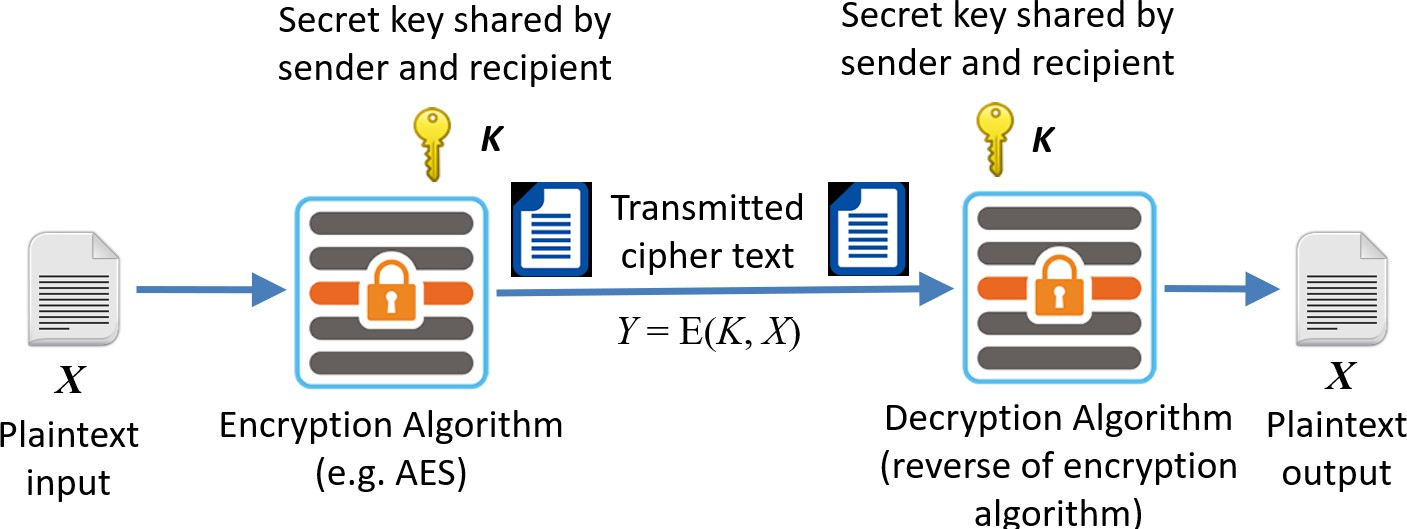 Secret key shared by
sender and recipient
K
Secret key shared by
sender and recipient
K
Transmitted
cipher text
Y = E(K, X)
X
Plaintext
input
Encryption Algorithm
(e.g. AES)
Decryption Algorithm
(reverse of encryption
algorithm)
X
Plaintext
output